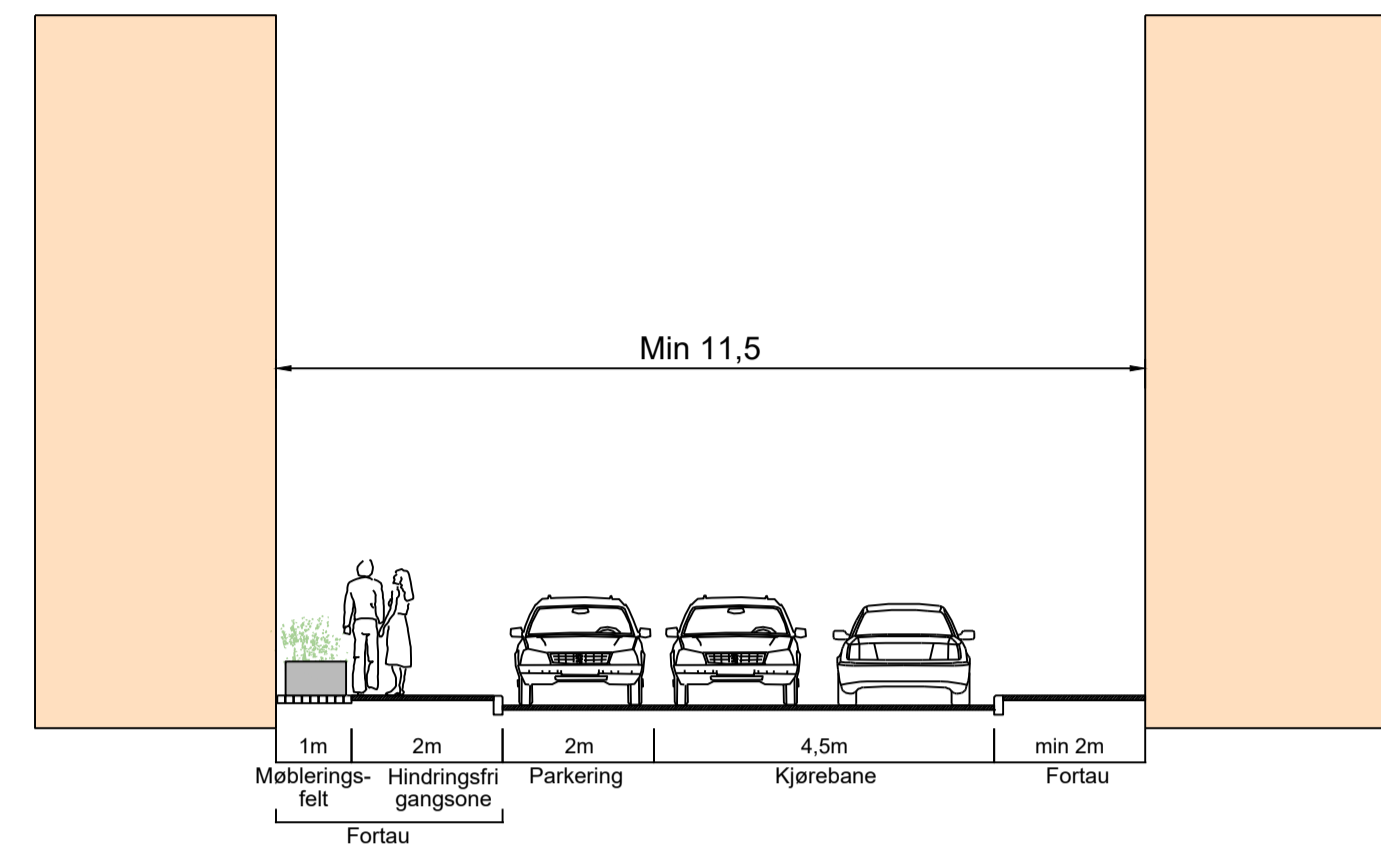 Min 11,5
1m
2m
2m
4,5m
min 2m
Møblerings-
felt
Hindringsfri
gangsone
Parkering
Kjørebane
Fortau
Fortau